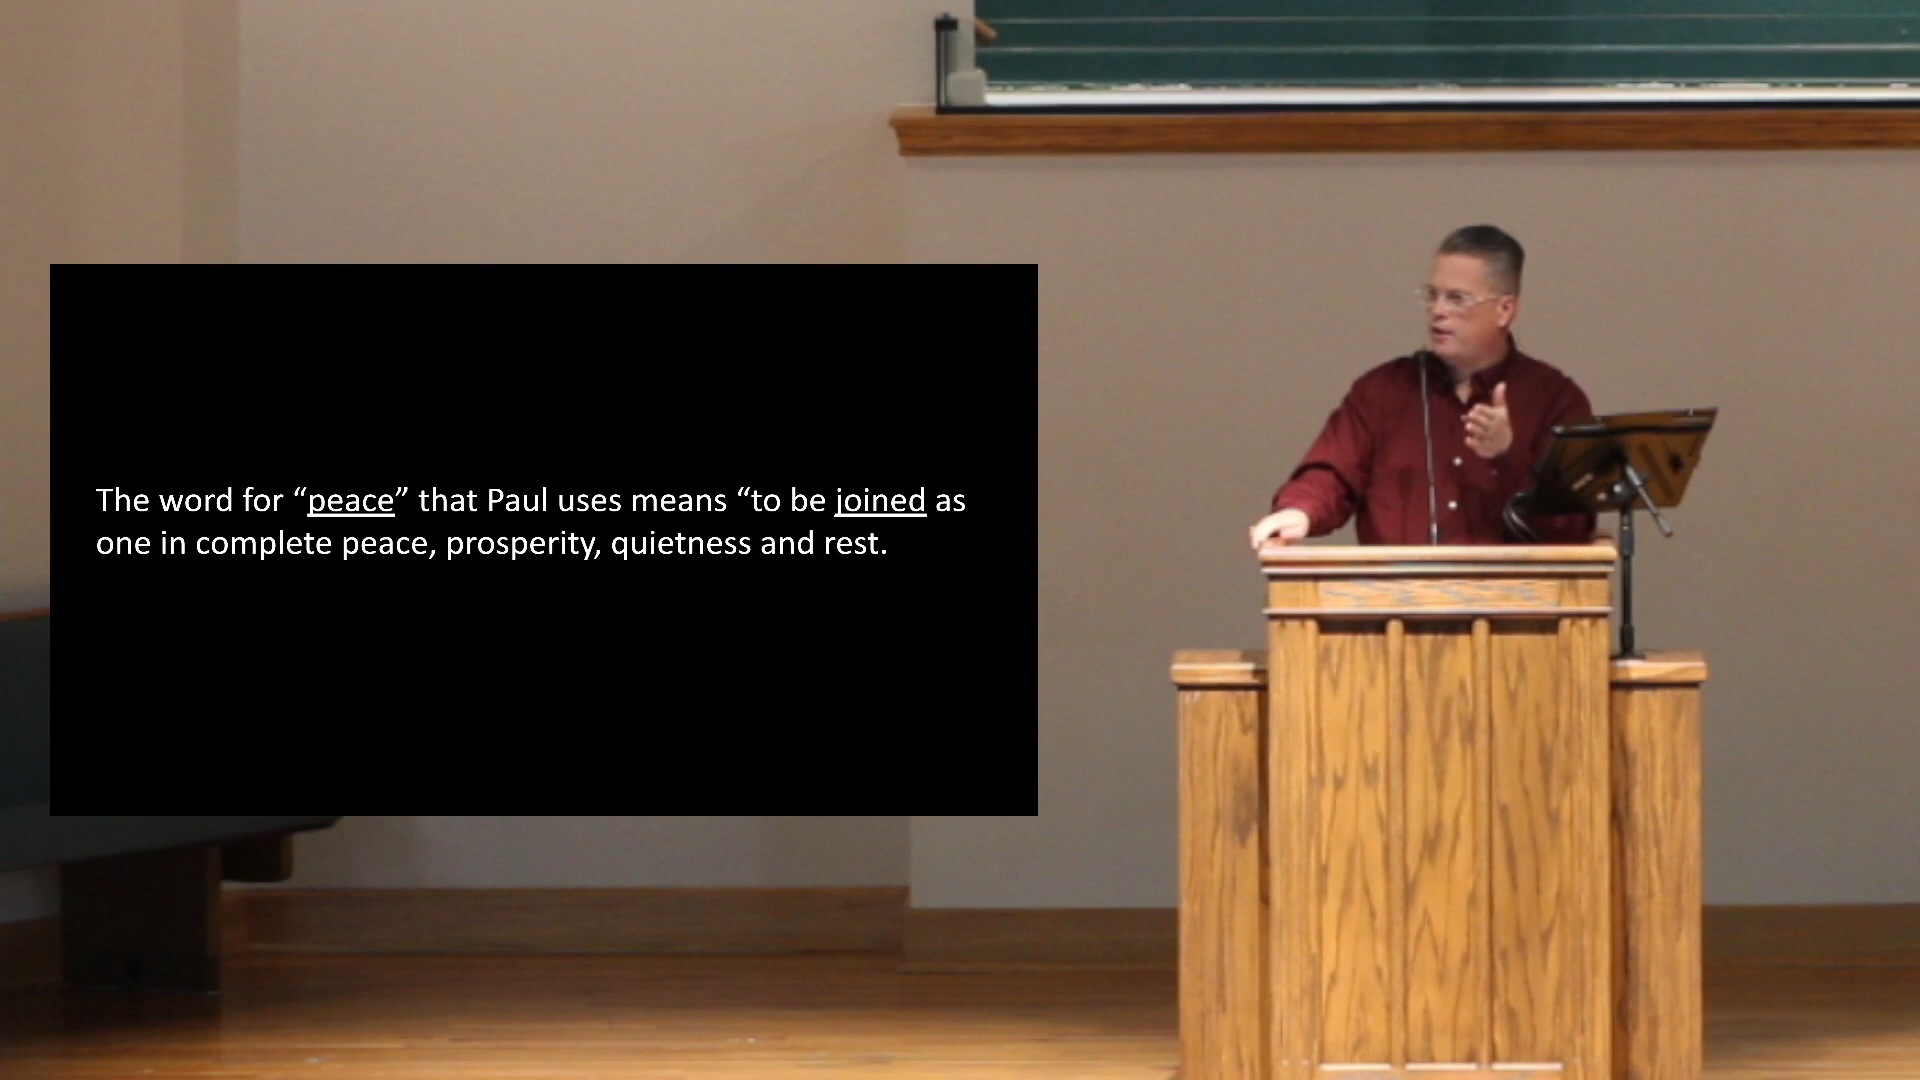 The word for “peace” that Paul uses means “to be joined as
one in complete peace, prosperity, quietness and rest.